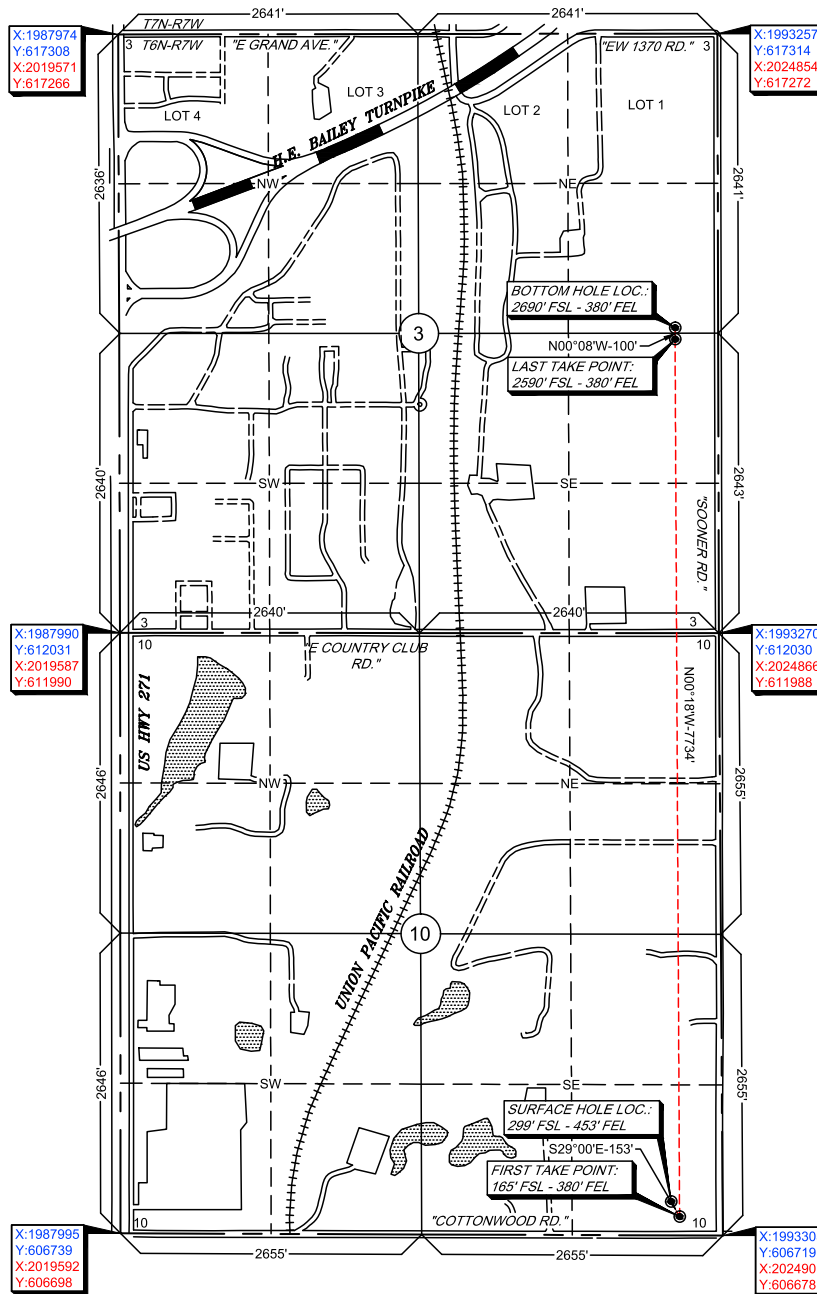 T7N-R7W
T6N-R7W
2641'
2641'
X:1987974
Y:617308
X:2019571
Y:617266
X:1993257
Y:617314
X:2024854
Y:617272
3
"E GRAND AVE."
"EW 1370 RD."
3
LOT 4
LOT 3
LOT 2
LOT 1
H.E. BAILEY TURNPIKE
2636'
NW
NE
2641'
BOTTOM HOLE LOC.:
2690' FSL - 380' FEL
3
N00°08'W-100'
LAST TAKE POINT:
2590' FSL - 380' FEL
2640'
SW
SE
2643'
"SOONER RD."
3
2640'
2640'
3
X:1987990
Y:612031
X:2019587
Y:611990
X:1993270
Y:612030
X:2024866
Y:611988
10
"E COUNTRY CLUB
RD."
10
US HWY 271
N00°18'W-7734'
2646'
NW
NE
2655'
UNION PACIFIC RAILROAD
10
2646'
SW
SE
2655'
SURFACE HOLE LOC.:
299' FSL - 453' FEL
S29°00'E-153'
FIRST TAKE POINT:
165' FSL - 380' FEL
10
"COTTONWOOD RD."
10
X:1987995
Y:606739
X:2019592
Y:606698
X:199330
Y:606719
X:202490
Y:606678
2655'
2655'